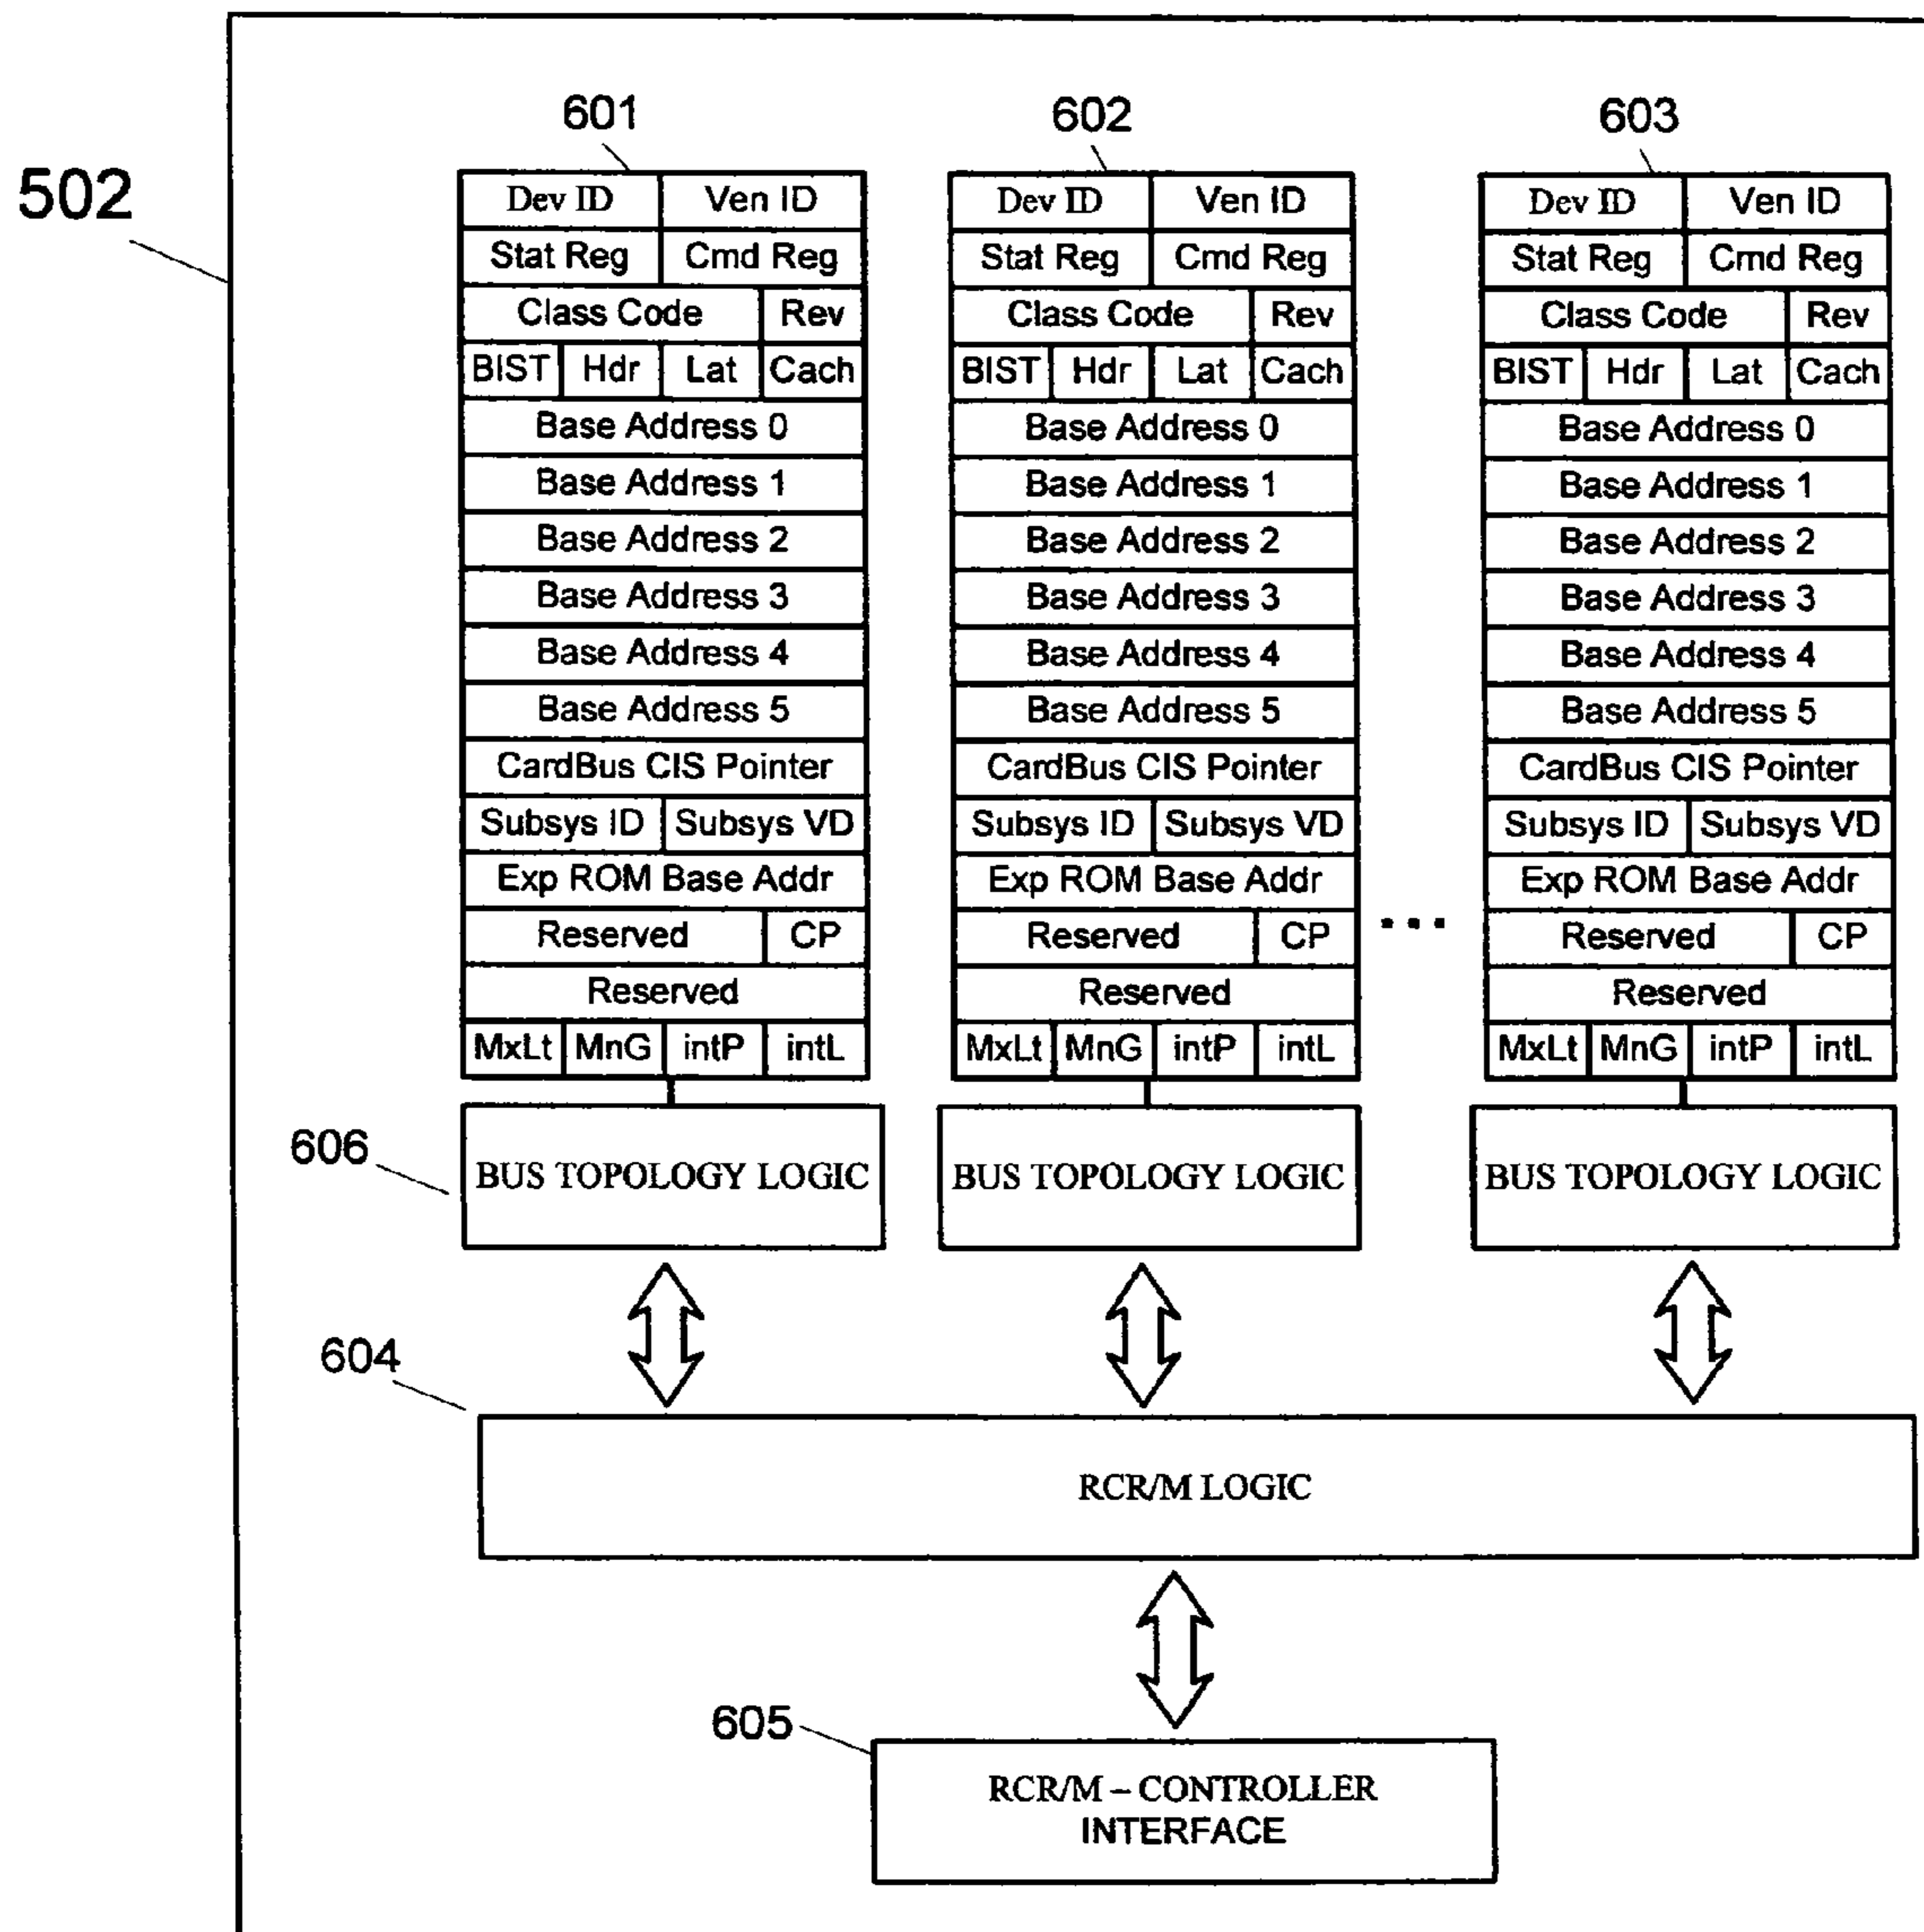 601 602 603
502
Dev ID Ven ID Dev ID Ven ID Dev ID Ven ID
Stat Reg Cmd Reg Stat Reg Cmd Reg Stat Reg Cmd Reg
Class Code Rev Class Code Rev Class Code Rev
BIST Hdr Lat Cach BIST Hdr Lat Cach BIST Hdr Lat Cach
Base Address 0 Base Address 0 Base Address 0
Base Address 1 Base Address 1 Base Address 1
Base Address 2 Base Address 2 Base Address 2
Base Address 3 Base Address 3 Base Address 3
Base Address 4 Base Address 4 Base Address 4
Base Address 5 Base Address 5 Base Address 5
CardBus CIS Pointer CardBus CIS Pointer CardBus CIS Pointer
Subsys ID Subsys VD Subsys ID Subsys VD Subsys ID Subsys VD
Exp ROM Base Addr Exp ROM Base Addr Exp ROM Base Addr
Reserved CP Reserved CP ... Reserved CP
Reserved Reserved Reserved
MxLt MnG intP intL MxLt MnG intP intL MxLt MnG intP intL
606 BUS TOPOLOGY LOGIC BUS TOPOLOGY LOGIC BUS TOPOLOGY LOGIC
604
RCR/M LOGIC
605
RCR/M – CONTROLLER
INTERFACE